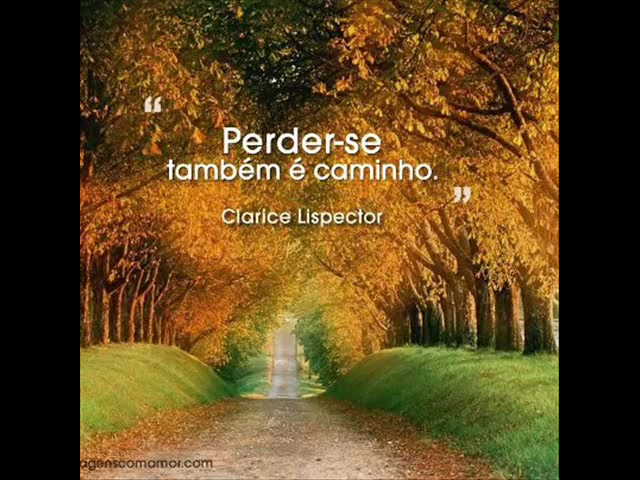 “
Perder-se
também é caminho.
”
Clarice Lispector
agenscomamor.com